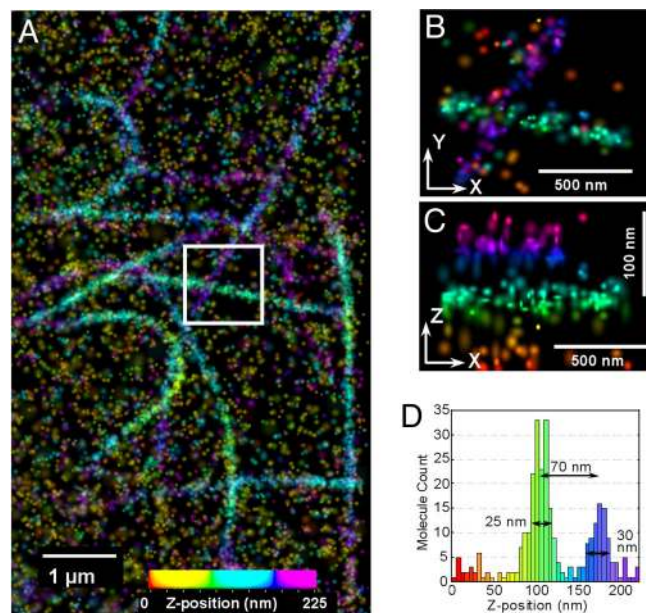 A
1 µm
0 Z-position (nm) 225
B
Y
X
500 nm
C
100 nm
Z
X
500 nm
D
Molecule Count
35
30
25
20
15
10
5
0
70 nm
25 nm
30
nm
0 50 100 150 200
Z-position (nm)